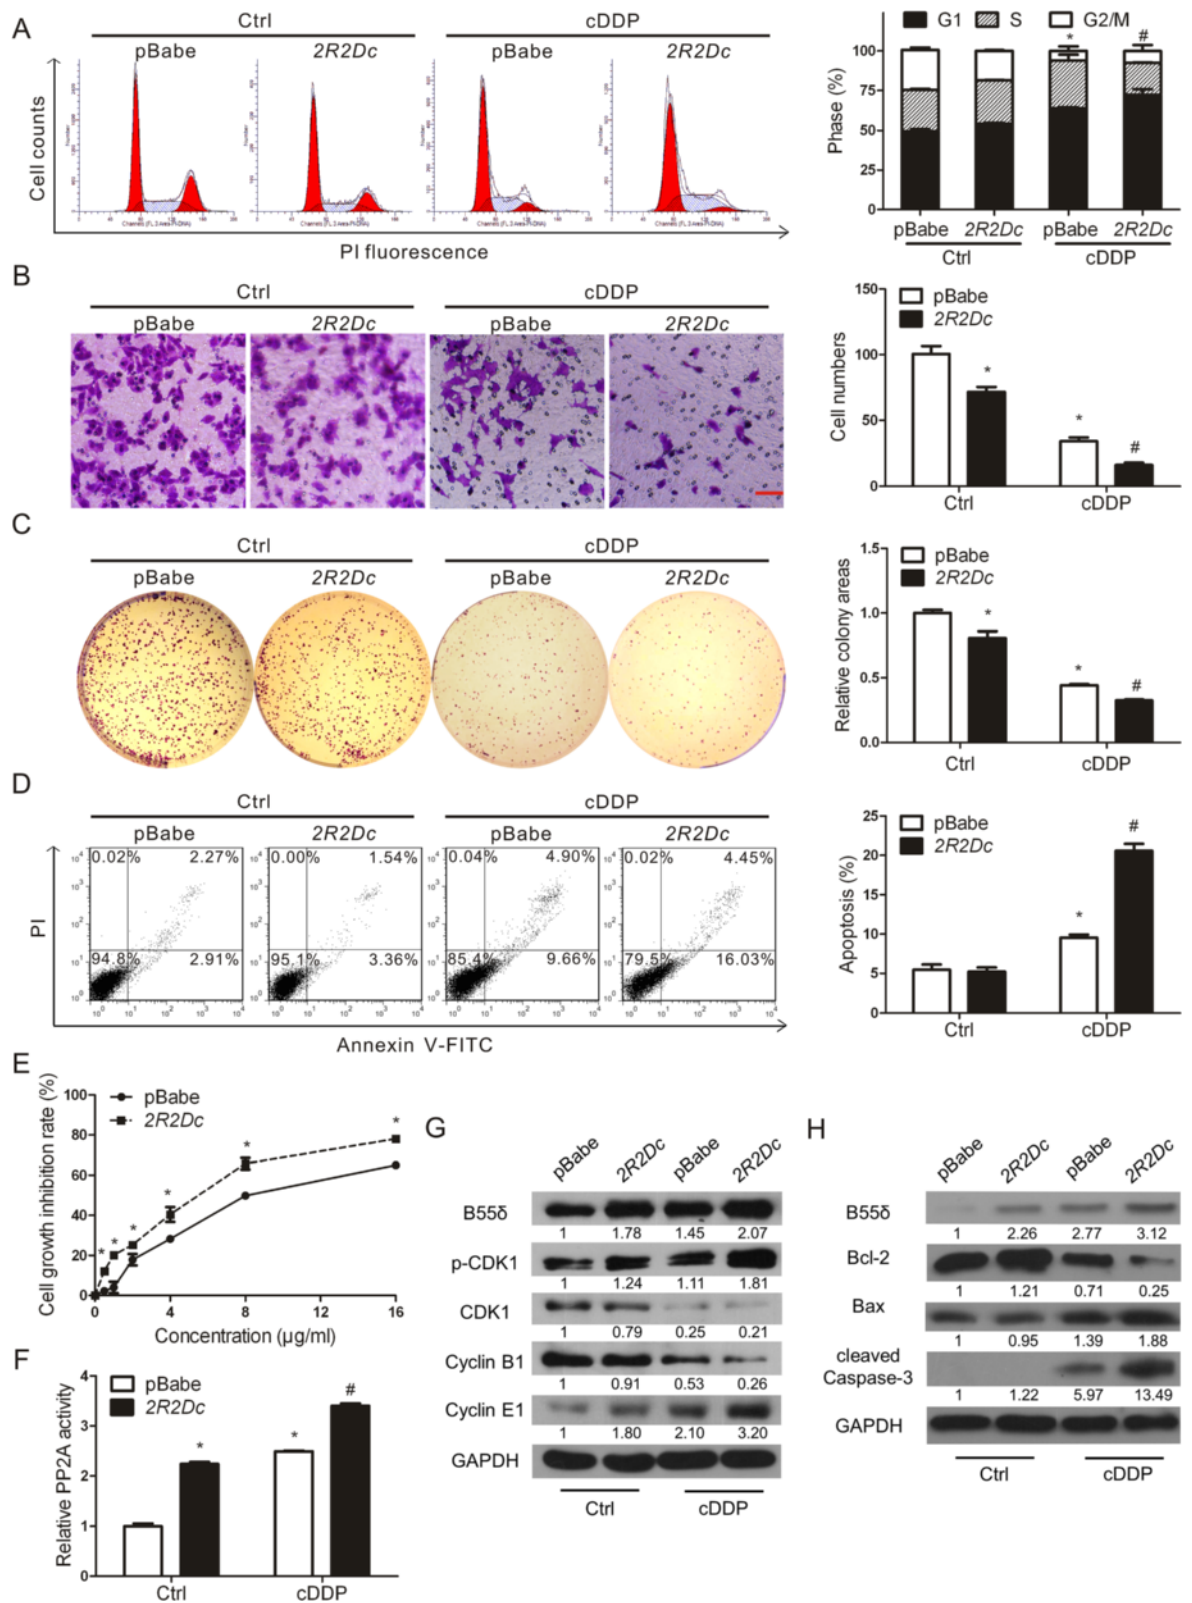 A
Ctrl
cDDP
pBabe
2R2Dc
pBabe
2R2Dc
Cell counts
PI fluorescence
G1 S G2/M
Phase (%)
125
100
75
50
25
0
*
#
pBabe 2R2Dc pBabe 2R2Dc
Ctrl cDDP
B
Ctrl
cDDP
pBabe
2R2Dc
pBabe
2R2Dc
pBabe
2R2Dc
Cell numbers
150
100
50
0
*
*
#
Ctrl cDDP
C
Ctrl
cDDP
pBabe
2R2Dc
pBabe
2R2Dc
pBabe
2R2Dc
Relative colony areas
1.5
1.0
0.5
0.0
*
*
#
Ctrl cDDP
D
Ctrl
cDDP
pBabe
2R2Dc
pBabe
2R2Dc
0.02% 2.27% 0.00% 1.54% 0.04% 4.90% 0.02% 4.45%
94.8% 2.91% 95.1% 3.36% 85.4% 9.66% 79.5% 16.03%
PI
Annexin V-FITC
pBabe
2R2Dc
Apoptosis (%)
25
20
15
10
5
0
*
#
Ctrl cDDP
E
pBabe
2R2Dc
Cell growth inhibition rate (%)
100
80
60
40
20
0
* * * * * *
0 4 8 12 16
Concentration (µg/ml)
F
pBabe
2R2Dc
Relative PP2A activity
4
3
2
1
0
*
*
#
Ctrl cDDP
G
pBabe 2R2Dc pBabe 2R2Dc
B55δ
1 1.78 1.45 2.07
p-CDK1
1 1.24 1.11 1.81
CDK1
1 0.79 0.25 0.21
Cyclin B1
1 0.91 0.53 0.26
Cyclin E1
1 1.80 2.10 3.20
GAPDH
Ctrl cDDP
H
pBabe 2R2Dc pBabe 2R2Dc
B55δ
1 2.26 2.77 3.12
Bcl-2
1 1.21 0.71 0.25
Bax
1 0.95 1.39 1.88
cleaved
Caspase-3
1 1.22 5.97 13.49
GAPDH
Ctrl cDDP